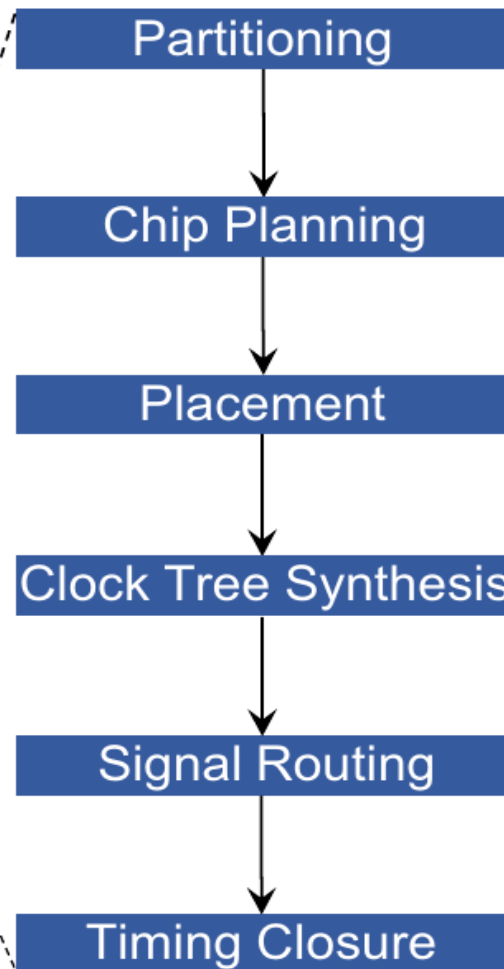 Partitioning
Chip Planning
Placement
Clock Tree Synthesis
Signal Routing
Timing Closure